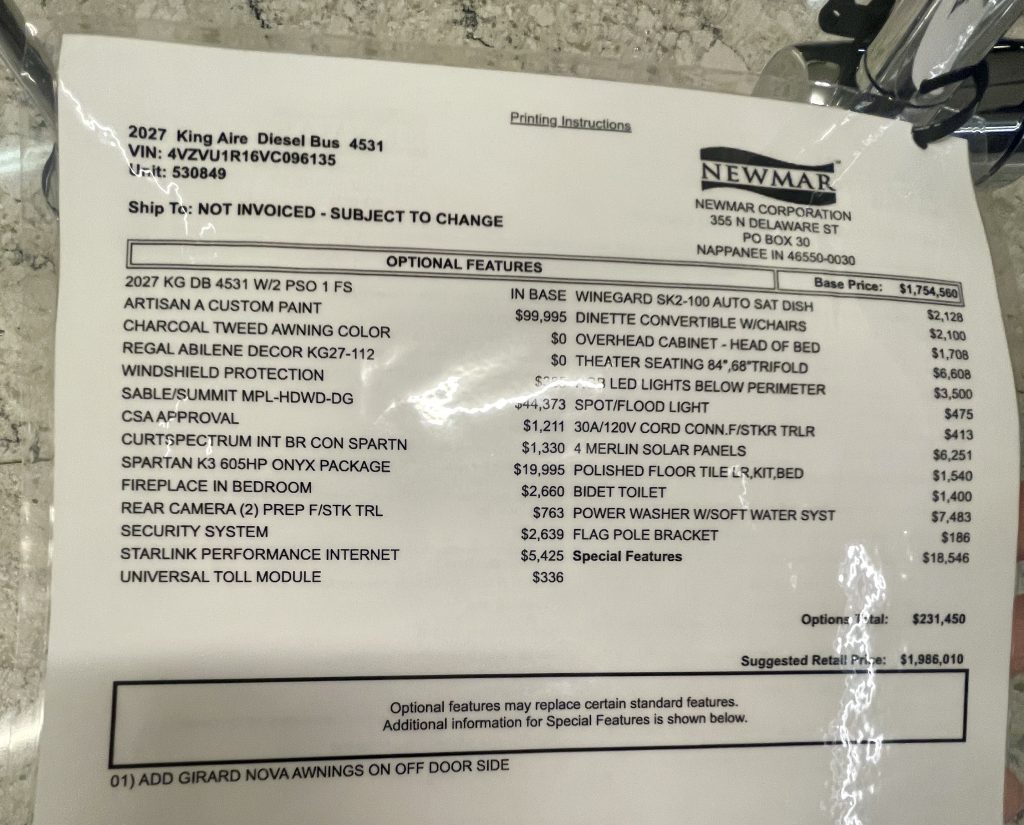 Printing Instructions
2027 King Aire Diesel Bus 4531
VIN: 4VZVU1R16VC096135
Unit: 530849
Ship To: NOT INVOICED - SUBJECT TO CHANGE
NEWMAR™
NEWMAR CORPORATION
355 N DELAWARE ST
PO BOX 30
NAPPANEE IN 46550-0030
OPTIONAL FEATURES Base Price: $1,754,560
2027 KG DB 4531 W/2 PSO 1 FS IN BASE WINEGARD SK2-100 AUTO SAT DISH $2,128
ARTISAN A CUSTOM PAINT $99,995 DINETTE CONVERTIBLE W/CHAIRS $2,100
CHARCOAL TWEED AWNING COLOR $0 OVERHEAD CABINET - HEAD OF BED $1,708
REGAL ABILENE DECOR KG27-112 $0 THEATER SEATING 84",68"TRIFOLD $6,608
WINDSHIELD PROTECTION LED LIGHTS BELOW PERIMETER $3,500
SABLE/SUMMIT MPL-HDWD-DG $44,373 SPOT/FLOOD LIGHT $475
CSA APPROVAL $1,211 30A/120V CORD CONN.F/STKR TRLR $413
CURTSPECTRUM INT BR CON SPARTN $1,330 4 MERLIN SOLAR PANELS $6,251
SPARTAN K3 605HP ONYX PACKAGE $19,995 POLISHED FLOOR TILE LR,KIT,BED $1,540
FIREPLACE IN BEDROOM $2,660 BIDET TOILET $1,400
REAR CAMERA (2) PREP F/STK TRL $763 POWER WASHER W/SOFT WATER SYST $7,483
SECURITY SYSTEM $2,639 FLAG POLE BRACKET $186
STARLINK PERFORMANCE INTERNET $5,425 Special Features $18,546
UNIVERSAL TOLL MODULE $336
Options Total: $231,450
Suggested Retail Price: $1,986,010
Optional features may replace certain standard features.
Additional information for Special Features is shown below.
01) ADD GIRARD NOVA AWNINGS ON OFF DOOR SIDE